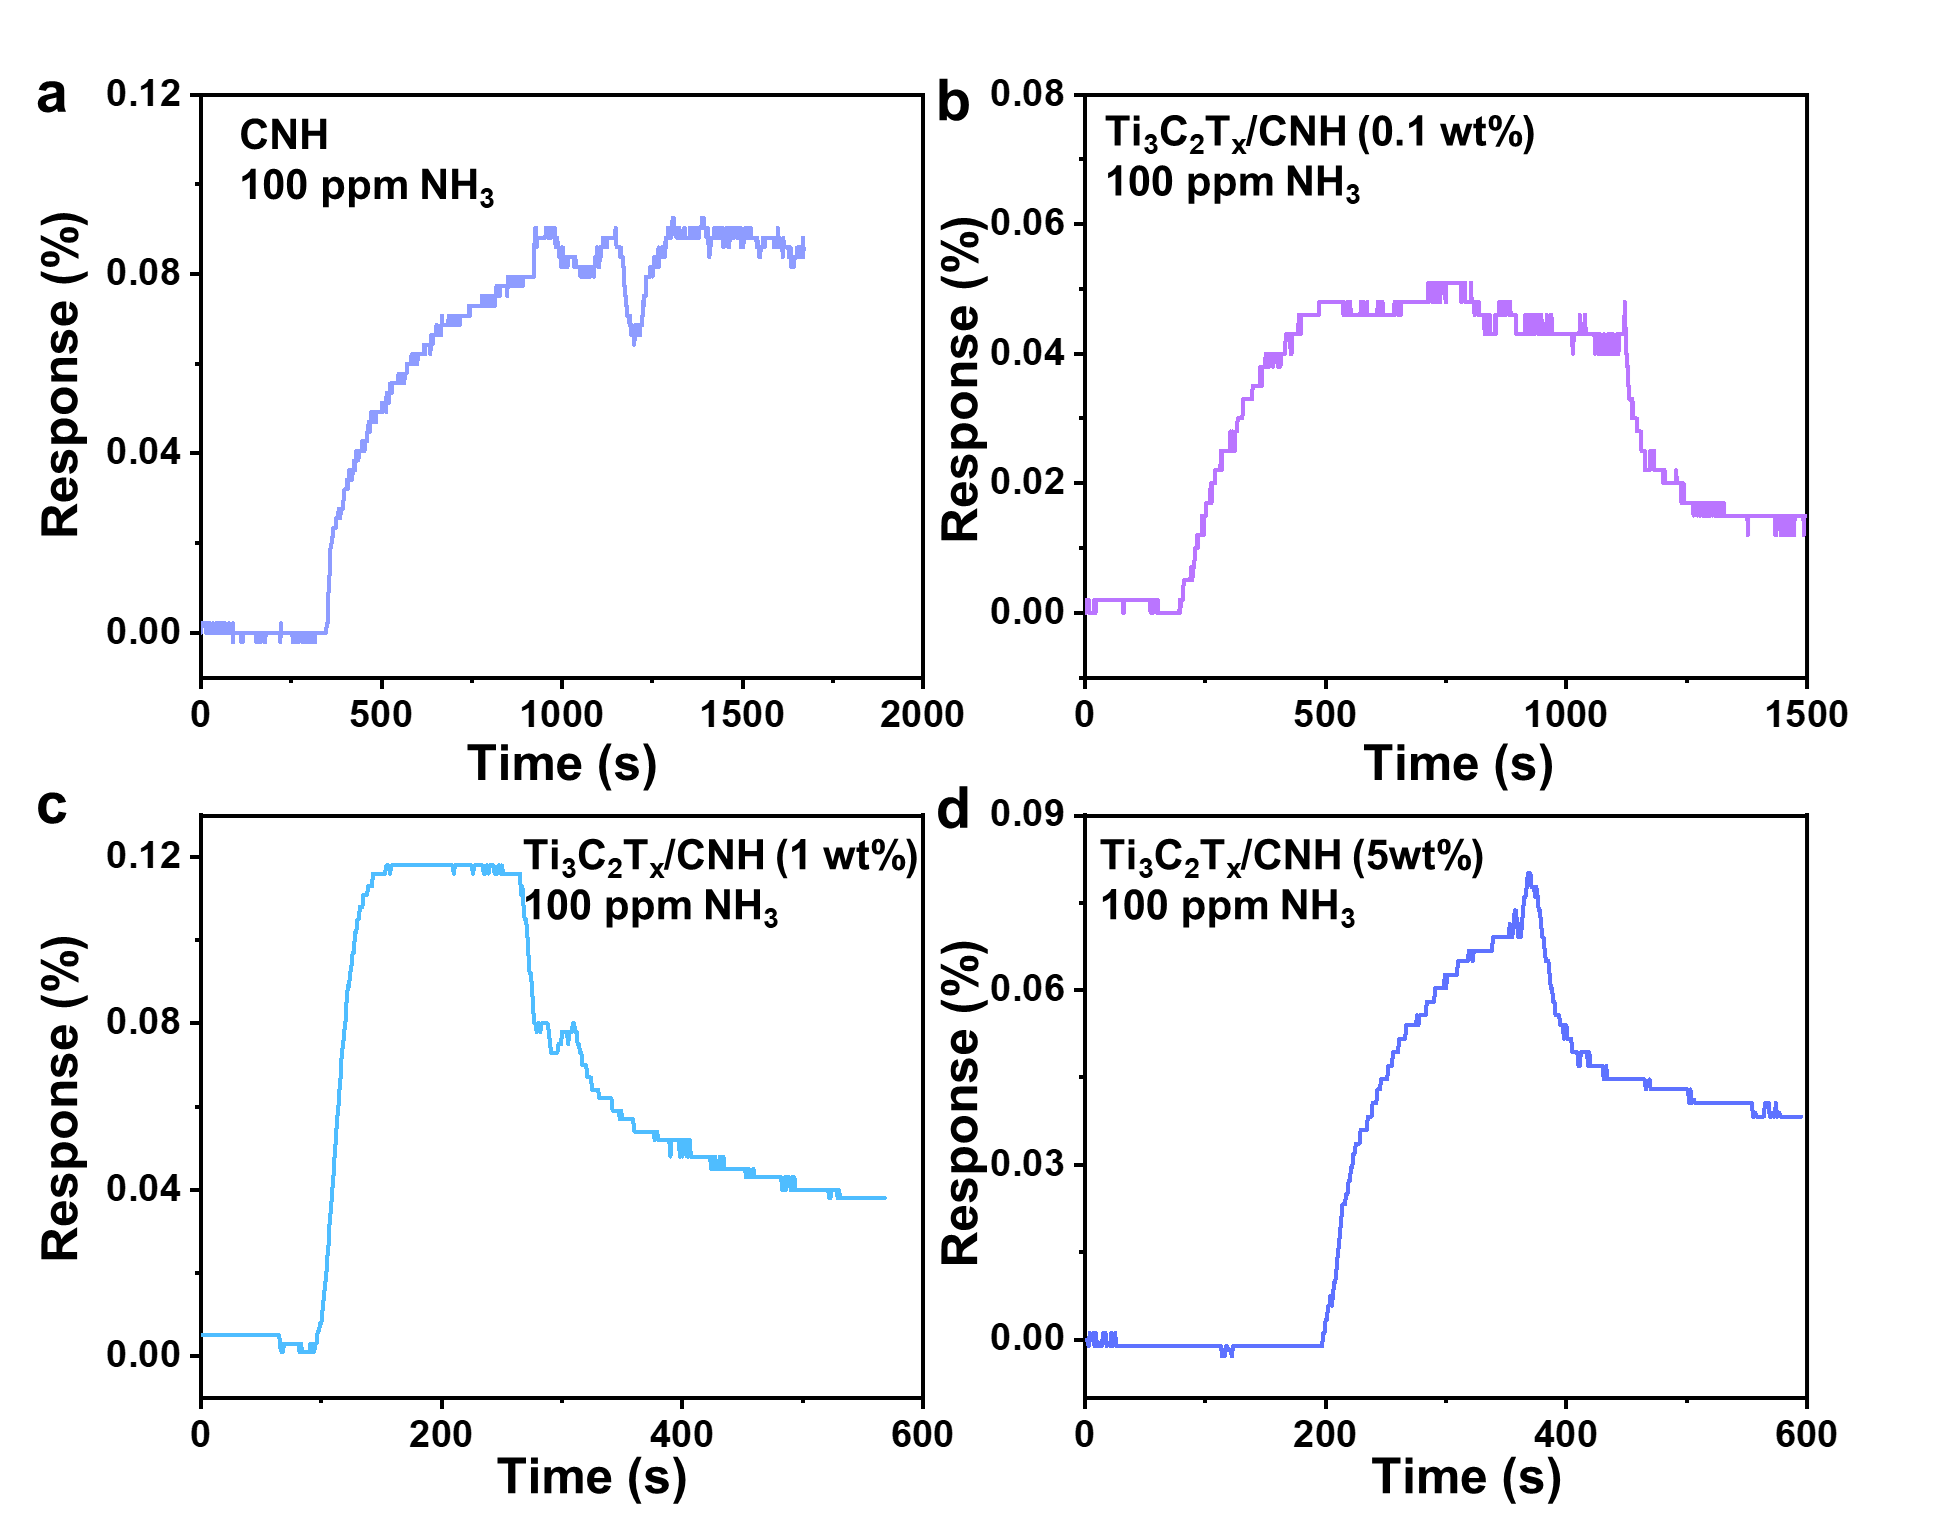 a
0.12
0.08
0.04
0.00
Response (%)
CNH
100 ppm NH₃
0 500 1000 1500 2000
Time (s)
b
0.08
0.06
0.04
0.02
0.00
Response (%)
Ti₃C₂Tₓ/CNH (0.1 wt%)
100 ppm NH₃
0 500 1000 1500
Time (s)
c
0.12
0.08
0.04
0.00
Response (%)
Ti₃C₂Tₓ/CNH (1 wt%)
100 ppm NH₃
0 200 400 600
Time (s)
d
0.09
0.06
0.03
0.00
Response (%)
Ti₃C₂Tₓ/CNH (5wt%)
100 ppm NH₃
0 200 400 600
Time (s)